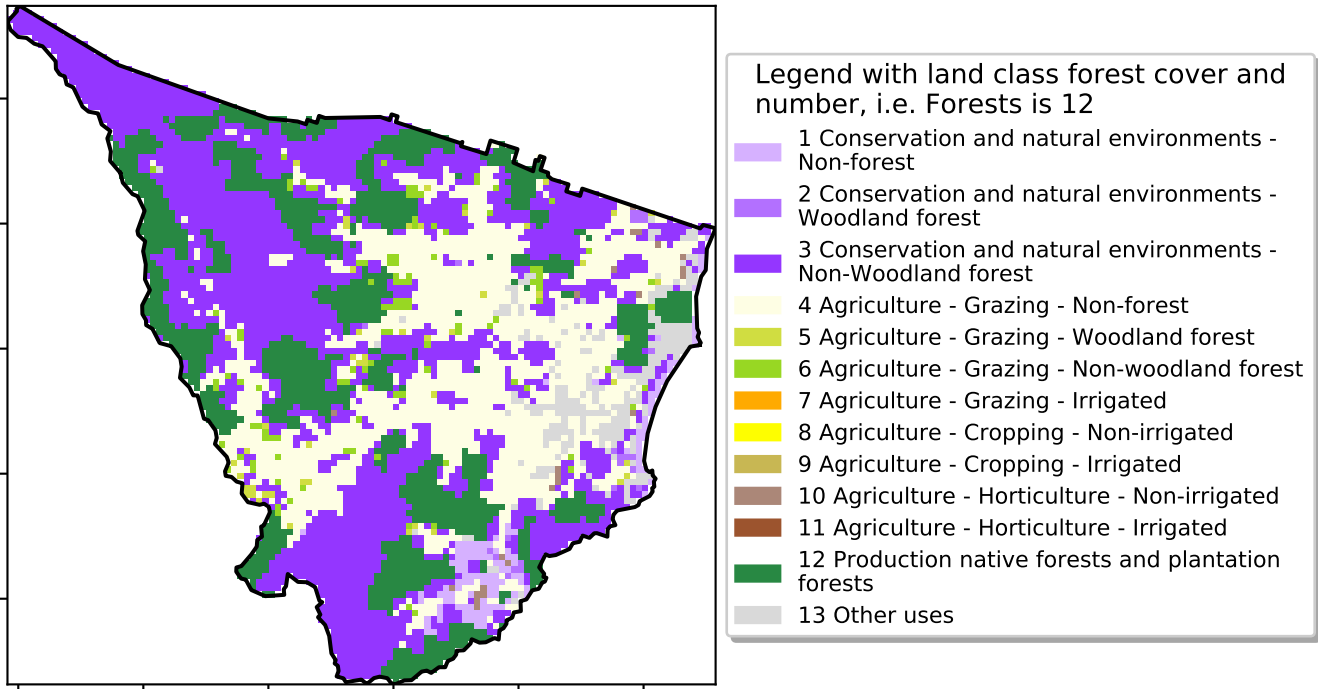 Legend with land class forest cover and
number, i.e. Forests is 12
1 Conservation and natural environments -
Non-forest
2 Conservation and natural environments -
Woodland forest
3 Conservation and natural environments -
Non-Woodland forest
4 Agriculture - Grazing - Non-forest
5 Agriculture - Grazing - Woodland forest
6 Agriculture - Grazing - Non-woodland forest
7 Agriculture - Grazing - Irrigated
8 Agriculture - Cropping - Non-irrigated
9 Agriculture - Cropping - Irrigated
10 Agriculture - Horticulture - Non-irrigated
11 Agriculture - Horticulture - Irrigated
12 Production native forests and plantation
forests
13 Other uses